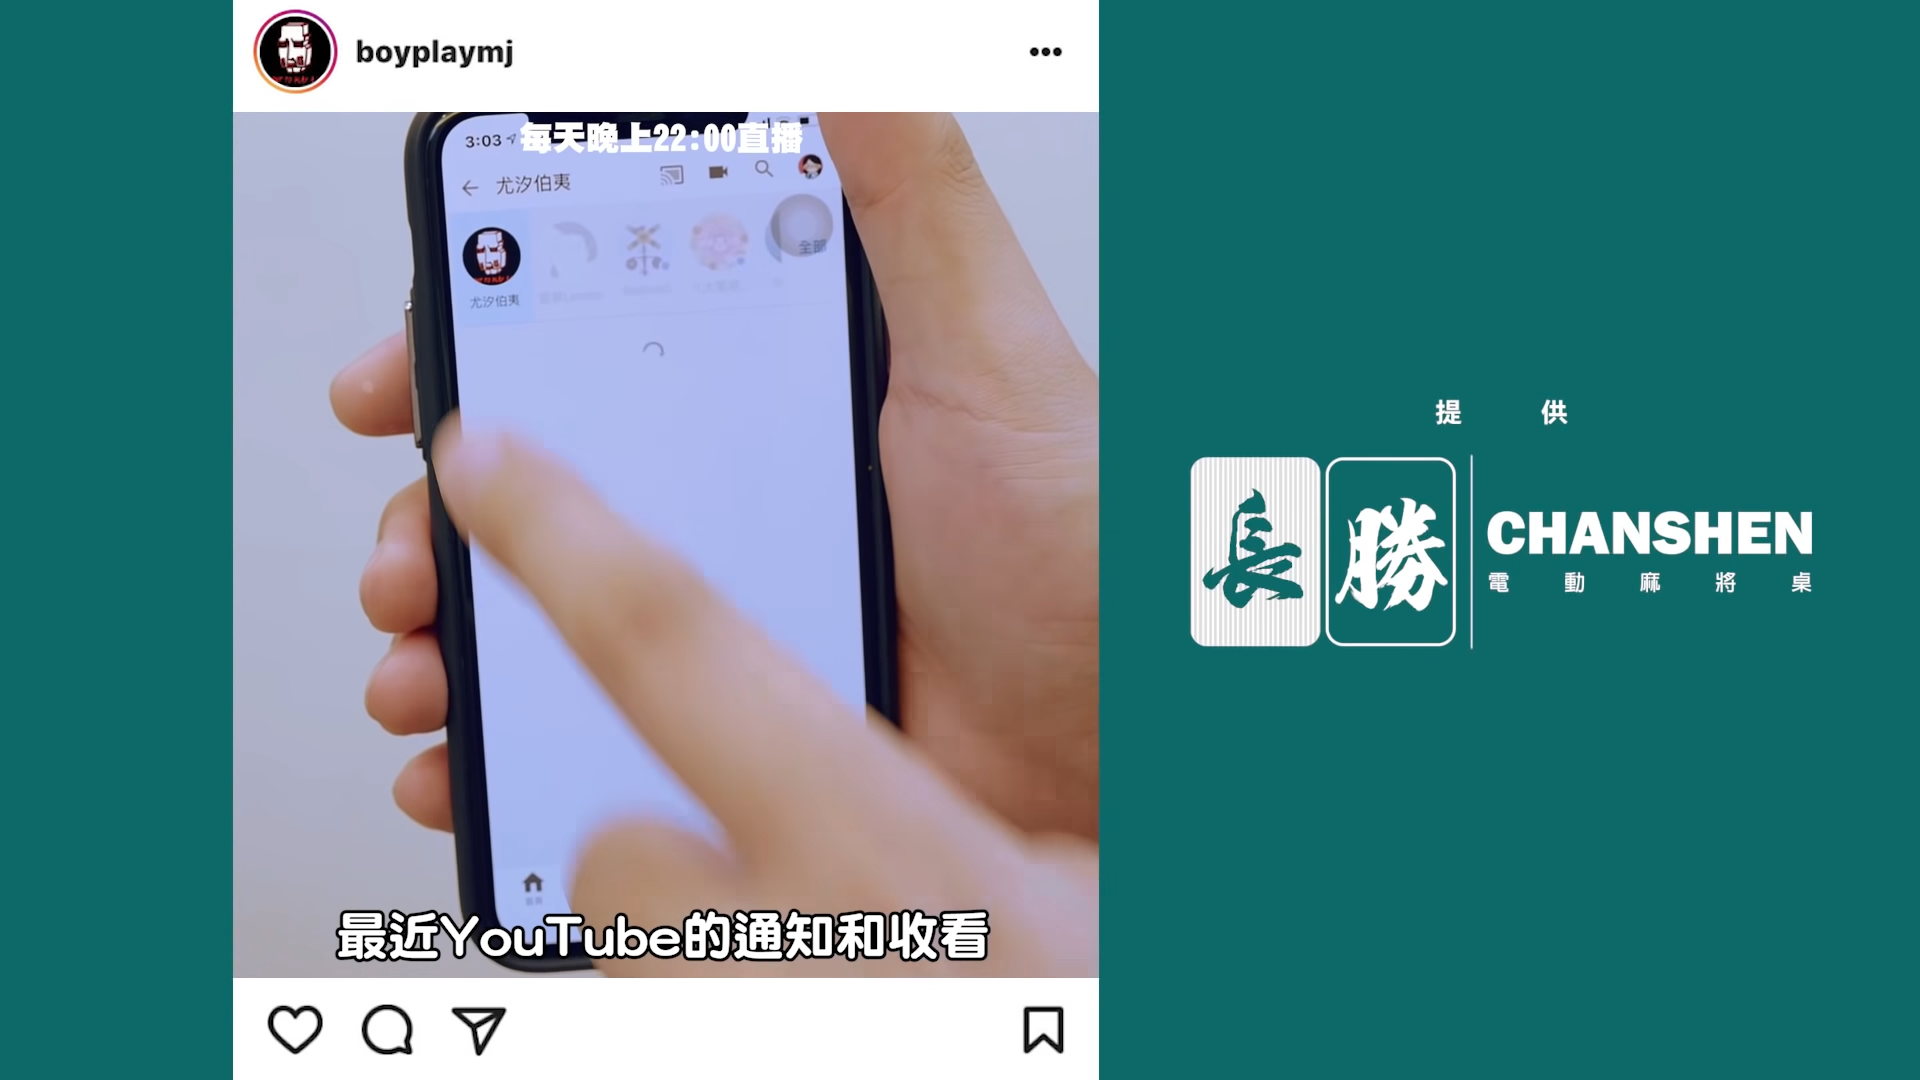 boyplaymj
每天晚上22:00直播
3:03
尤汐伯夷
全部
尤汐伯夷
最近YouTube的通知和收看
提供
長勝
CHANSHEN
電動麻將桌